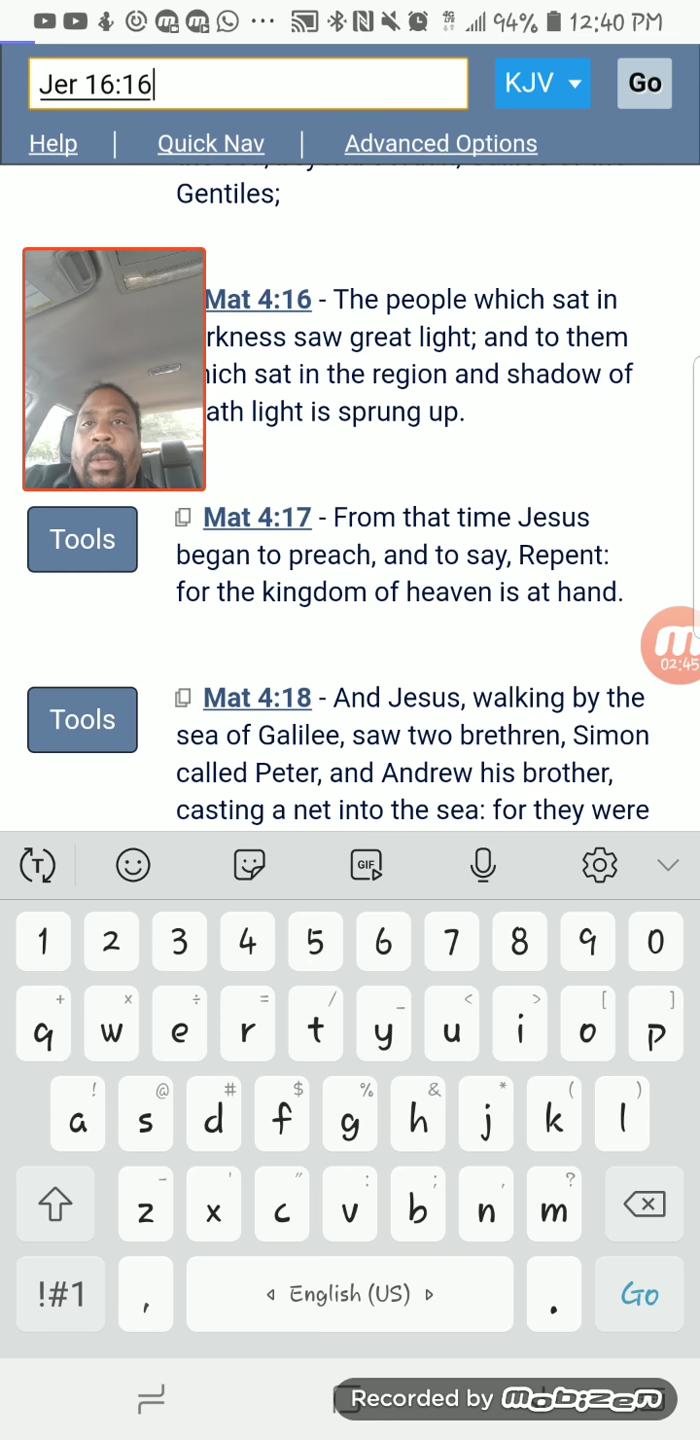 94% 12:40 PM
Jer 16:16 KJV Go
Help | Quick Nav | Advanced Options
Gentiles;
Mat 4:16 - The people which sat in
rkness saw great light; and to them
hich sat in the region and shadow of
ath light is sprung up.
Tools Mat 4:17 - From that time Jesus
began to preach, and to say, Repent:
for the kingdom of heaven is at hand.
02:45
Tools Mat 4:18 - And Jesus, walking by the
sea of Galilee, saw two brethren, Simon
called Peter, and Andrew his brother,
casting a net into the sea: for they were
T GIF
1 2 3 4 5 6 7 8 9 0
+ × ÷ = / _ < > [ ]
q w e r t y u i o p
! @ # $ % & * ( )
a s d f g h j k l
- ' " : ; , ?
z x c v b n m
!#1 , English (US) . Go
Recorded by mobizen